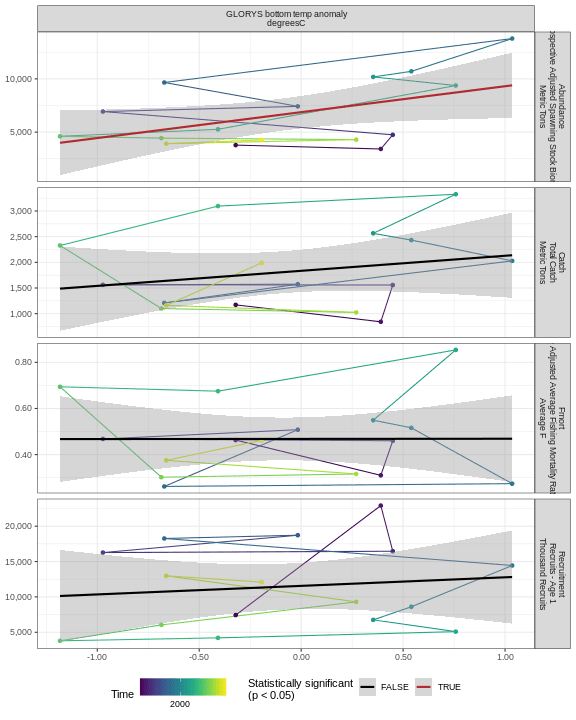 GLORYS bottom temp anomaly
degreesC
10,000
5,000
Abundance
Adjusted Spawning Stock
Metric Tons
3,000
2,500
2,000
1,500
1,000
Catch
Total Catch
Metric Tons
0.80
0.60
0.40
Fmort
Adjusted Average Fishing Mortality
Average F
20,000
15,000
10,000
5,000
Recruitment
Recruits - Age 1
Thousand Recruits
-1.00
-0.50
0.00
0.50
1.00
Time
2000
Statistically significant
(p < 0.05)
FALSE
TRUE